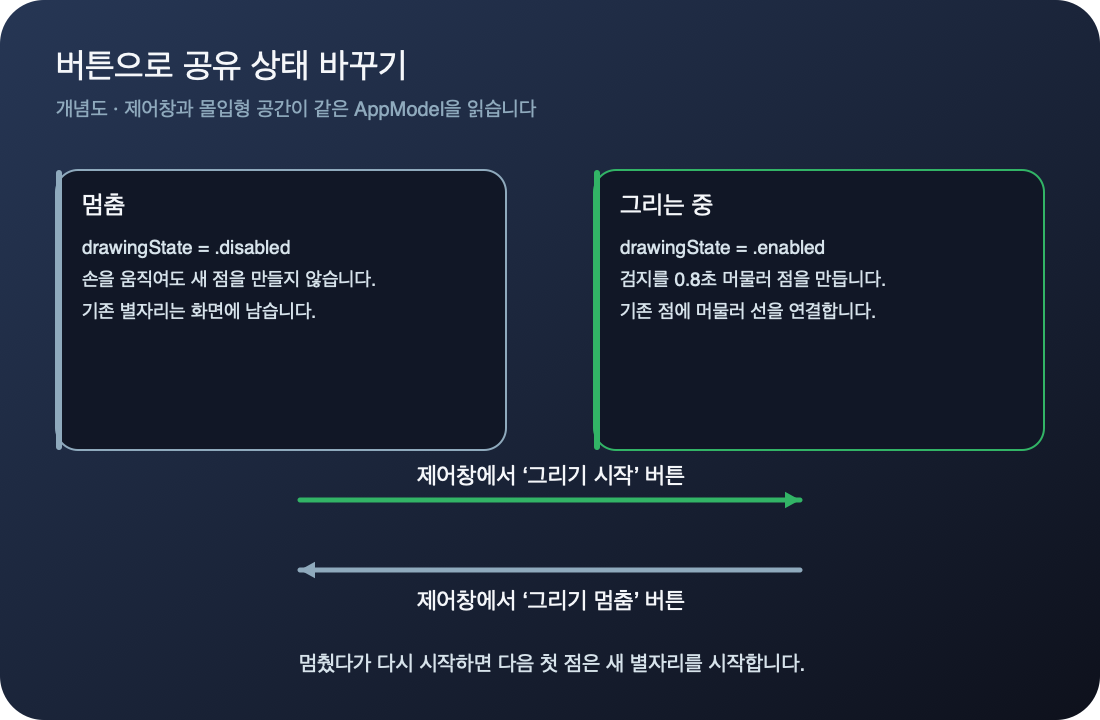 버튼으로 공유 상태 바꾸기
개념도 · 제어창과 몰입형 공간이 같은 AppModel을 읽습니다
멈춤
drawingState = .disabled
손을 움직여도 새 점을 만들지 않습니다.
기존 별자리는 화면에 남습니다.
그리는 중
drawingState = .enabled
검지를 0.8초 머물러 점을 만듭니다.
기존 점에 머물러 선을 연결합니다.
제어창에서 ‘그리기 시작’ 버튼
제어창에서 ‘그리기 멈춤’ 버튼
멈췄다가 다시 시작하면 다음 첫 점은 새 별자리를 시작합니다.